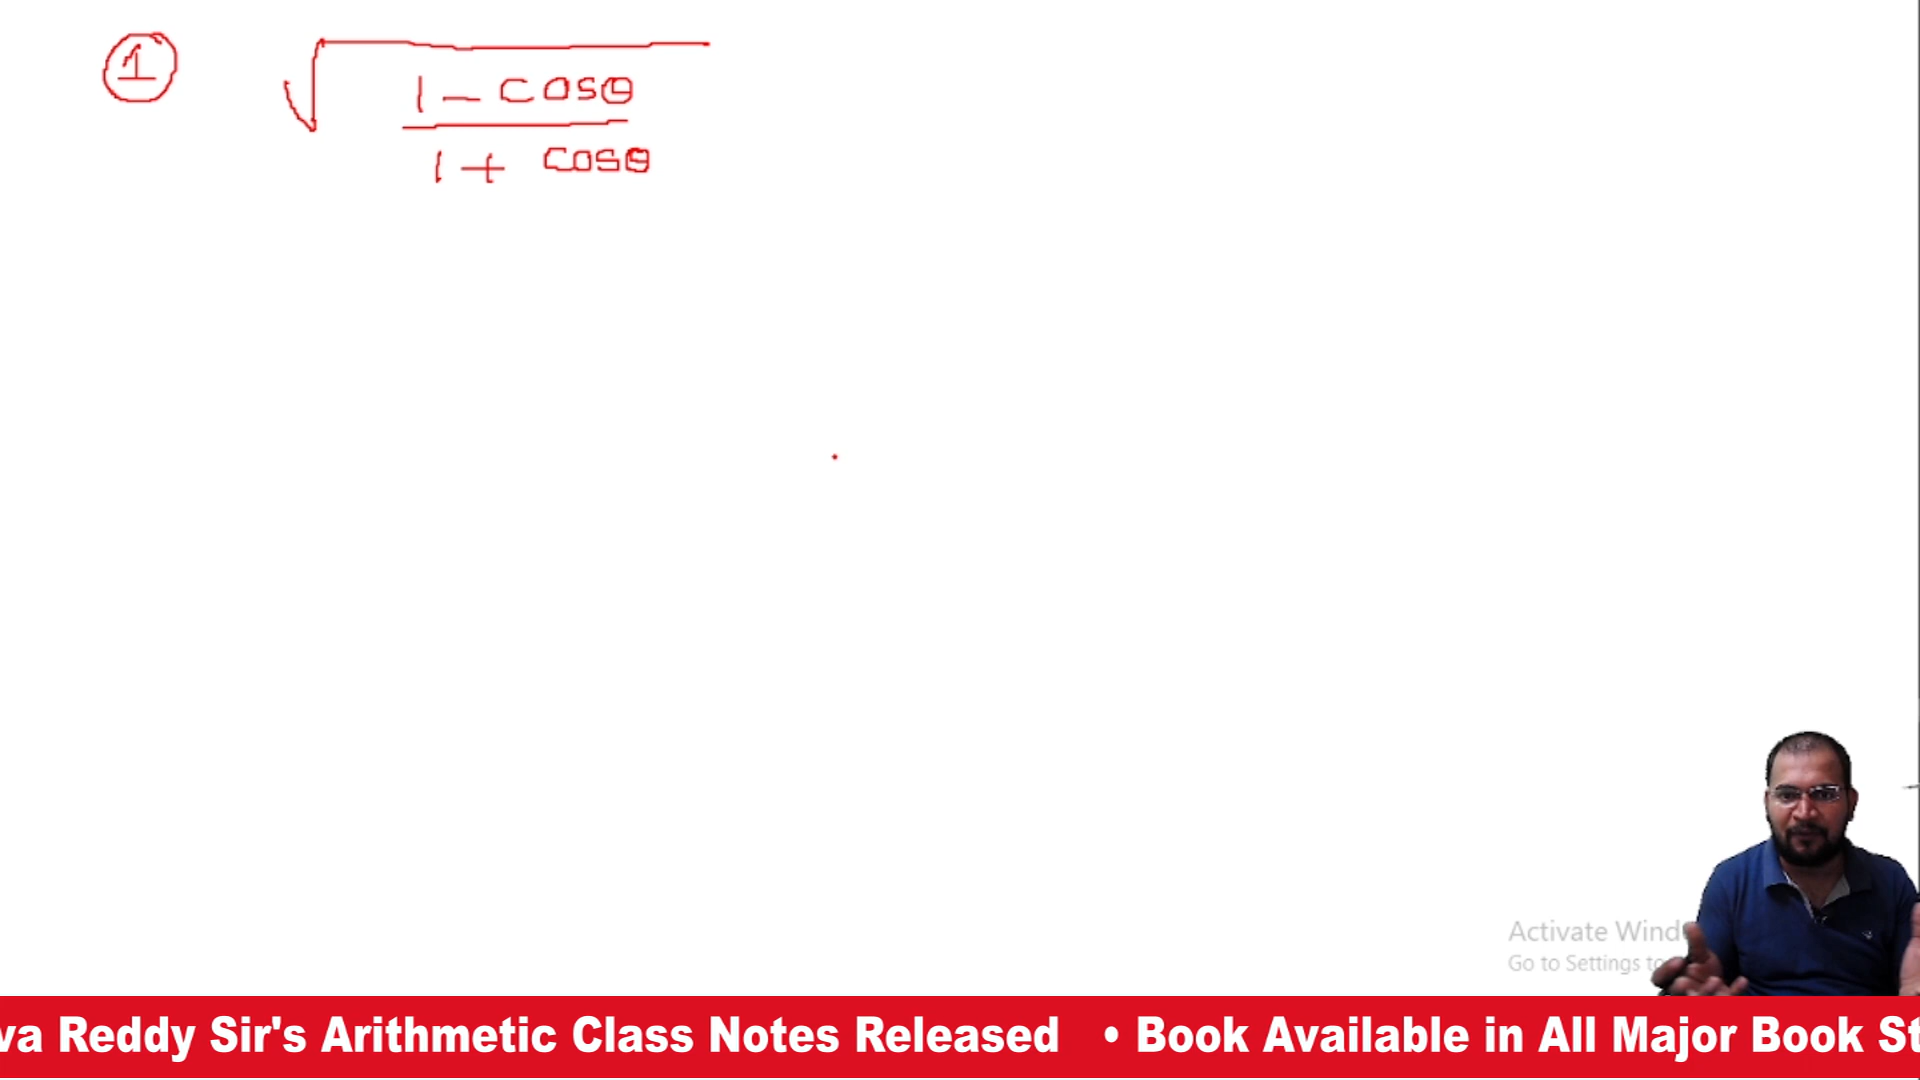 1
√
1 - cosθ
1 + cosθ
Activate Wind
Go to Settings to
va Reddy Sir's Arithmetic Class Notes Released • Book Available in All Major Book St